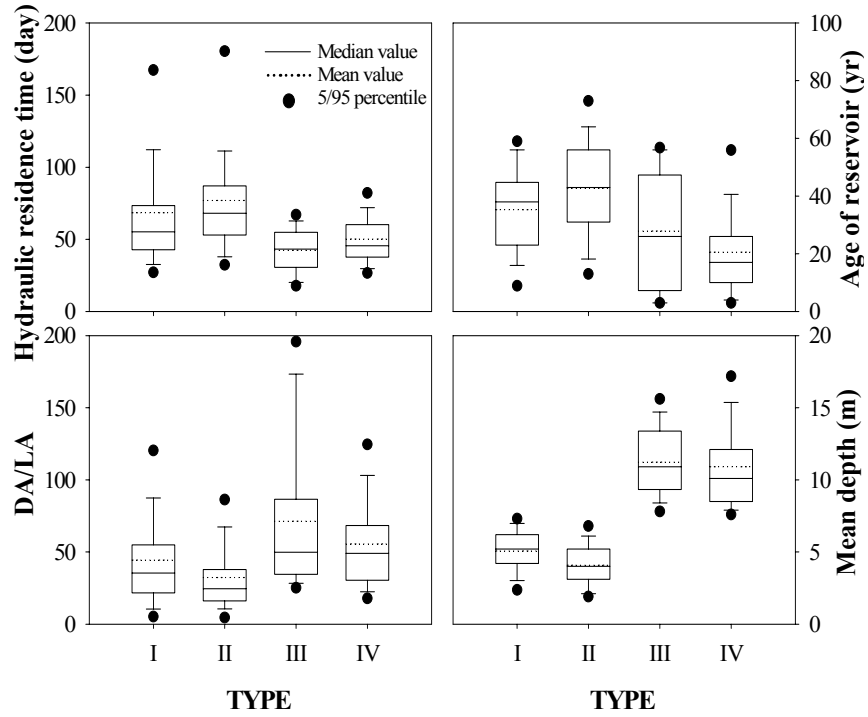 Hydraulic residence time (day)
200
150
100
50
0
Median value
Mean value
5/95 percentile
100
80
60
40
20
0
Age of reservoir (yr)
DA/LA
200
150
100
50
0
20
15
10
5
0
Mean depth (m)
I II III IV
I II III IV
TYPE
TYPE